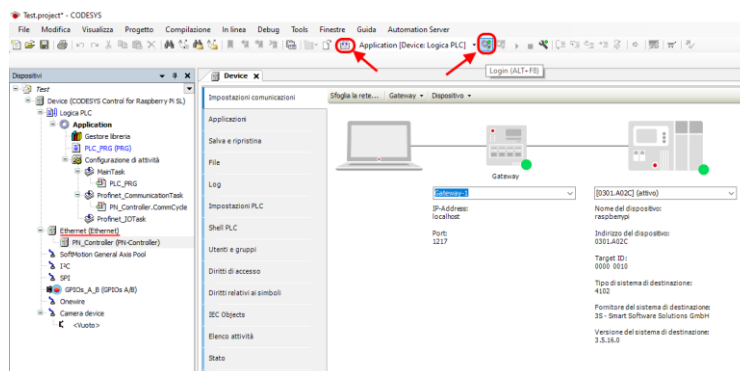 Test.project* - CODESYS
File Modifica Visualizza Progetto Compilazione In linea Debug Tools Finestre Guida Automation Server
Application [Device: Logica PLC]
Login (ALT+F8)
Dispositivi
Device
Test
Device (CODESYS Control for Raspberry Pi SL)
Logica PLC
Application
Gestore libreria
PLC_PRG (PRG)
Configurazione di attività
MainTask
PLC_PRG
Profinet_CommunicationTask
PN_Controller.CommCycle
Profinet_IOTask
Ethernet (Ethernet)
PN_Controller (PN-Controller)
SoftMotion General Axis Pool
I²C
SPI
GPIOs_A_B (GPIOs A/B)
Onewire
Camera device
<Vuoto>
Impostazioni comunicazioni
Applicazioni
Salva e ripristina
File
Log
Impostazioni PLC
Shell PLC
Utenti e gruppi
Diritti di accesso
Diritti relativi ai simboli
IEC Objects
Elenco attività
Stato
Sfoglia la rete... Gateway Dispositivo
Gateway
Gateway-1
IP-Address:
localhost
Port:
1217
[0301.A02C] (attivo)
Nome del dispositivo:
raspberrypi
Indirizzo del dispositivo:
0301.A02C
Target ID:
0000 0010
Tipo di sistema di destinazione:
4102
Fornitore del sistema di destinazione:
3S - Smart Software Solutions GmbH
Versione del sistema di destinazione:
3.5.16.0